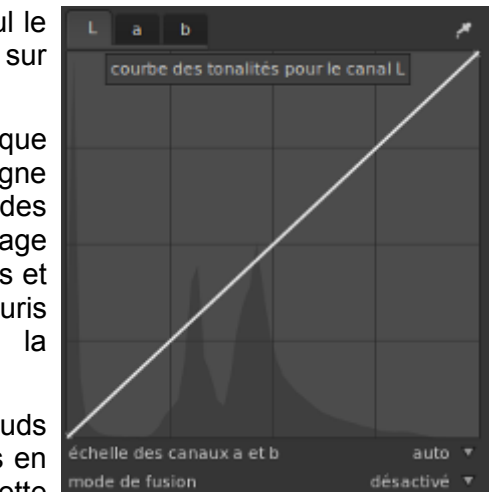 ul le
sur
que
gne
des
age
s et
uris
la
uds
s en
L a b
courbe des tonalités pour le canal L
échelle des canaux a et b auto
mode de fusion désactivé